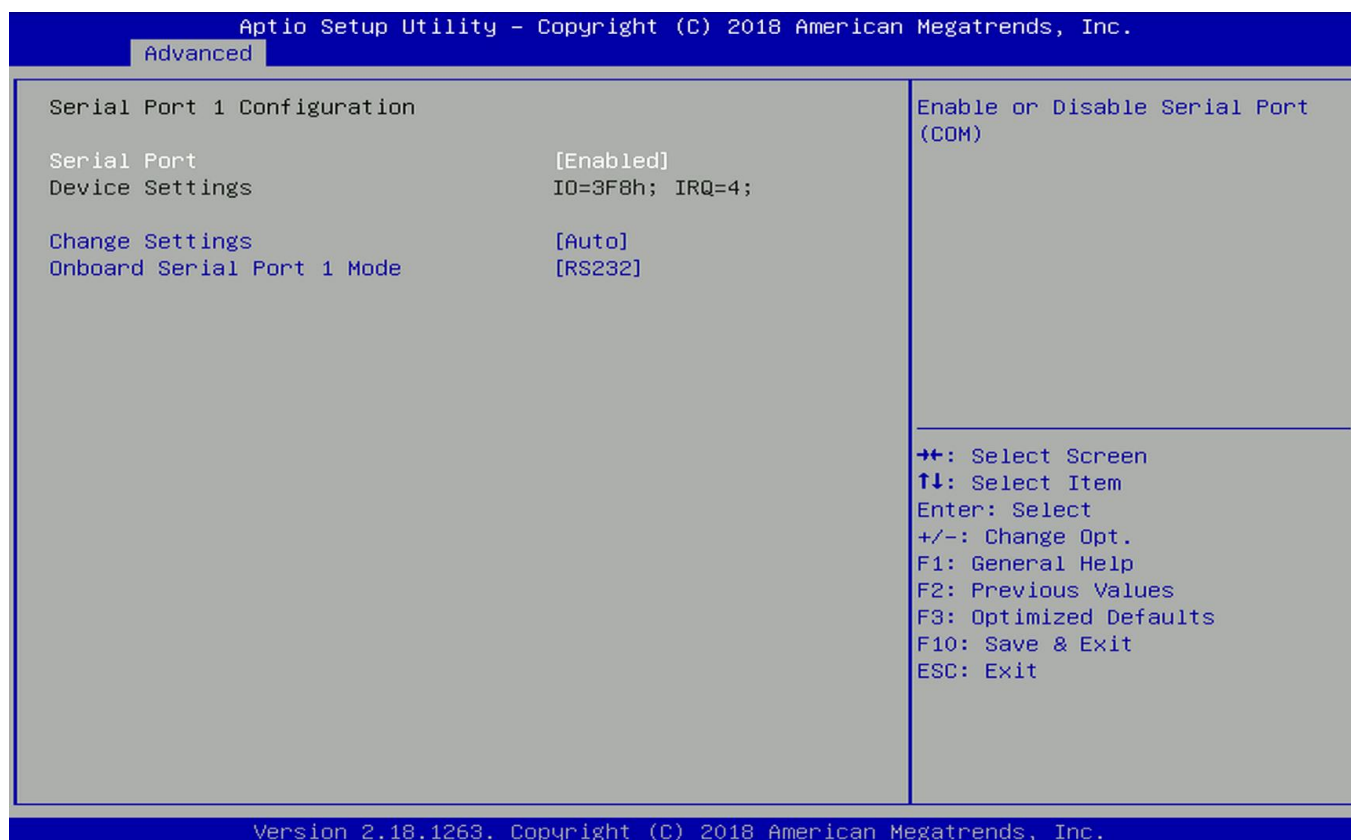 Aptio Setup Utility – Copyright (C) 2018 American Megatrends, Inc.
Advanced
Serial Port 1 Configuration
Serial Port [Enabled]
Device Settings IO=3F8h; IRQ=4;
Change Settings [Auto]
Onboard Serial Port 1 Mode [RS232]
Enable or Disable Serial Port
(COM)
→←: Select Screen
↑↓: Select Item
Enter: Select
+/-: Change Opt.
F1: General Help
F2: Previous Values
F3: Optimized Defaults
F10: Save & Exit
ESC: Exit
Version 2.18.1263. Copyright (C) 2018 American Megatrends, Inc.